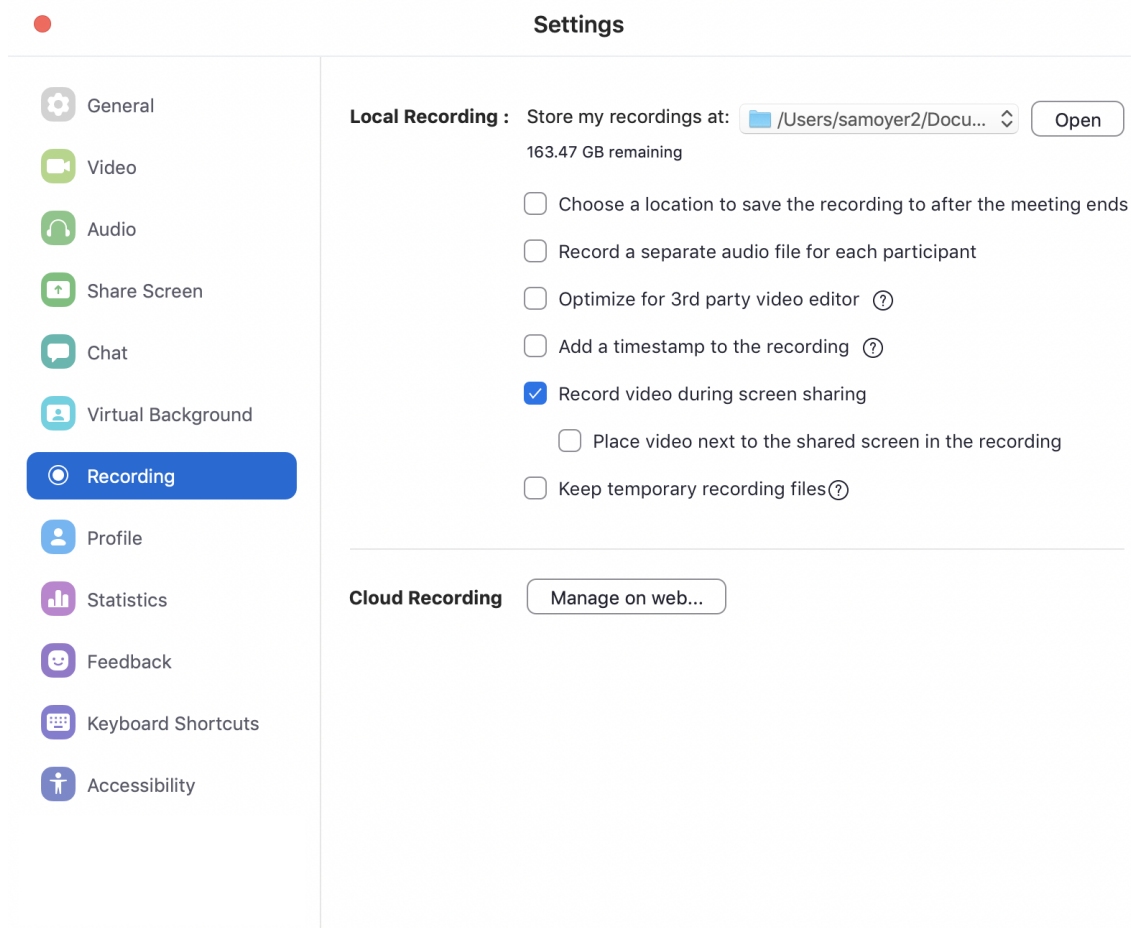 Settings
General
Video
Audio
Share Screen
Chat
Virtual Background
Recording
Profile
Statistics
Feedback
Keyboard Shortcuts
Accessibility
Local Recording : Store my recordings at: /Users/samoyer2/Docu... Open
163.47 GB remaining
Choose a location to save the recording to after the meeting ends
Record a separate audio file for each participant
Optimize for 3rd party video editor ?
Add a timestamp to the recording ?
Record video during screen sharing
Place video next to the shared screen in the recording
Keep temporary recording files ?
Cloud Recording Manage on web...